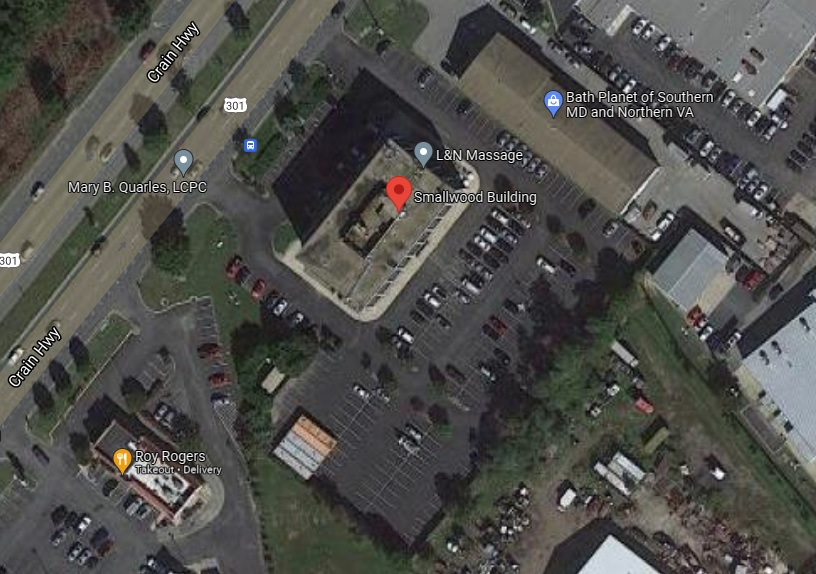 Crain Hwy
301
Bath Planet of Southern
MD and Northern VA
L&N Massage
Mary B. Quarles, LCPC
Smallwood Building
301
Crain Hwy
Roy Rogers
Takeout • Delivery